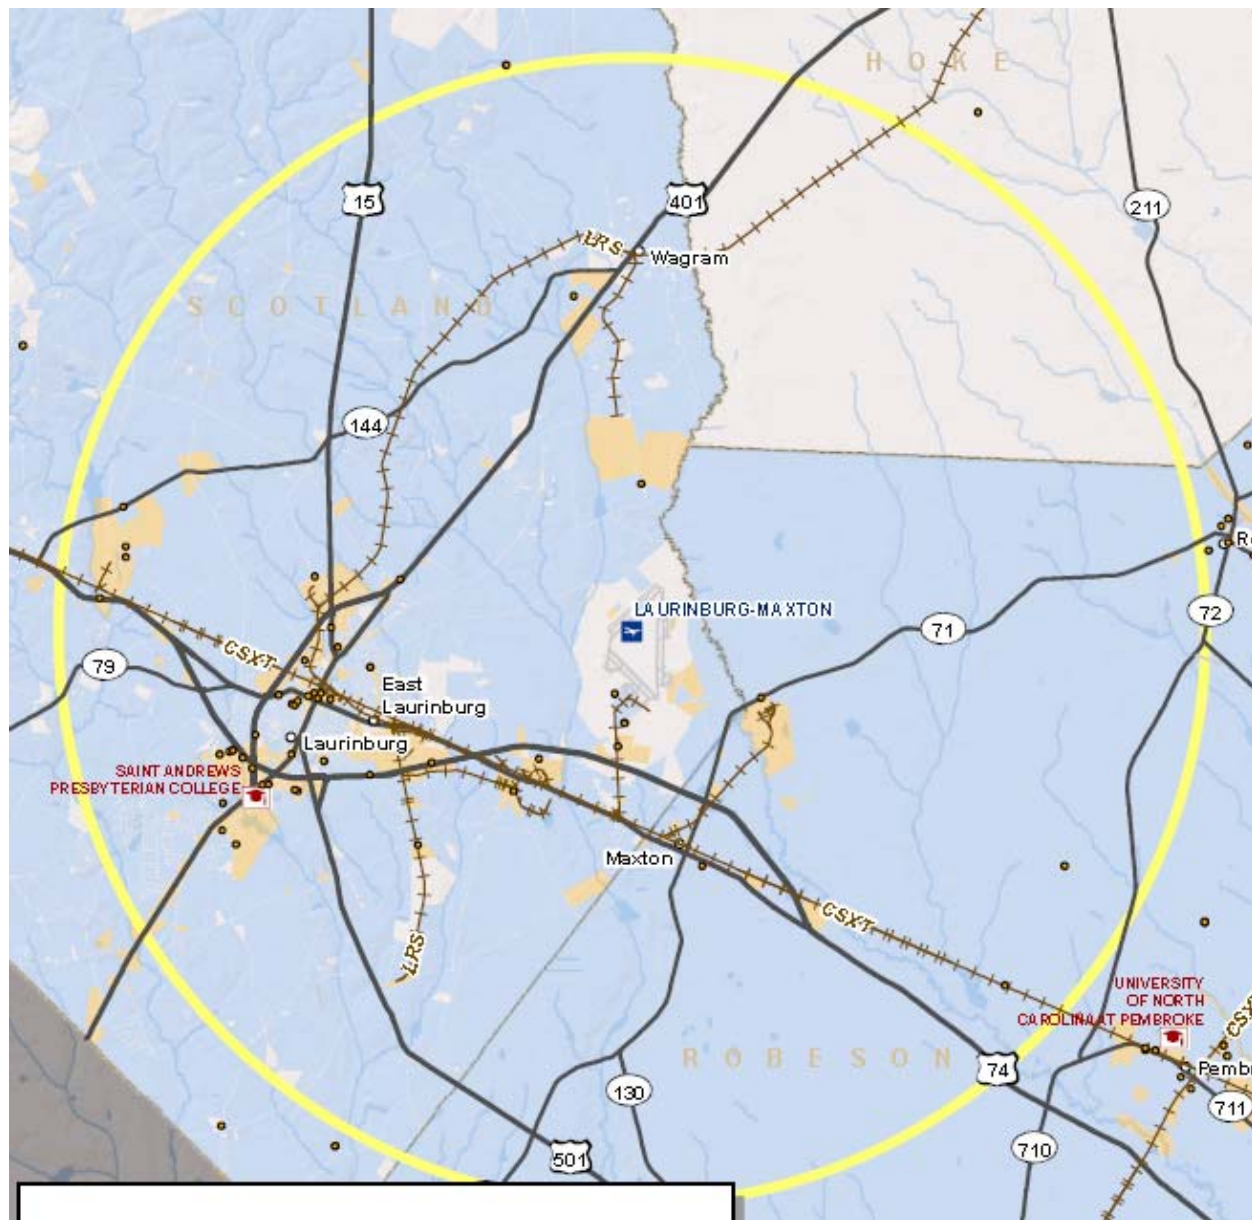 HOKE
15
401
211
LRS
Wagram
SCOTLAND
144
LAURINBURG-MAXTON
71
72
CSXT
79
East
Laurinburg
Laurinburg
SAINT ANDREWS
PRESBYTERIAN COLLEGE
Maxton
CSXT
LRS
UNIVERSITY
OF NORTH
CAROLINA AT PEMBROKE
ROBESON
74
Pemb
130
711
710
501